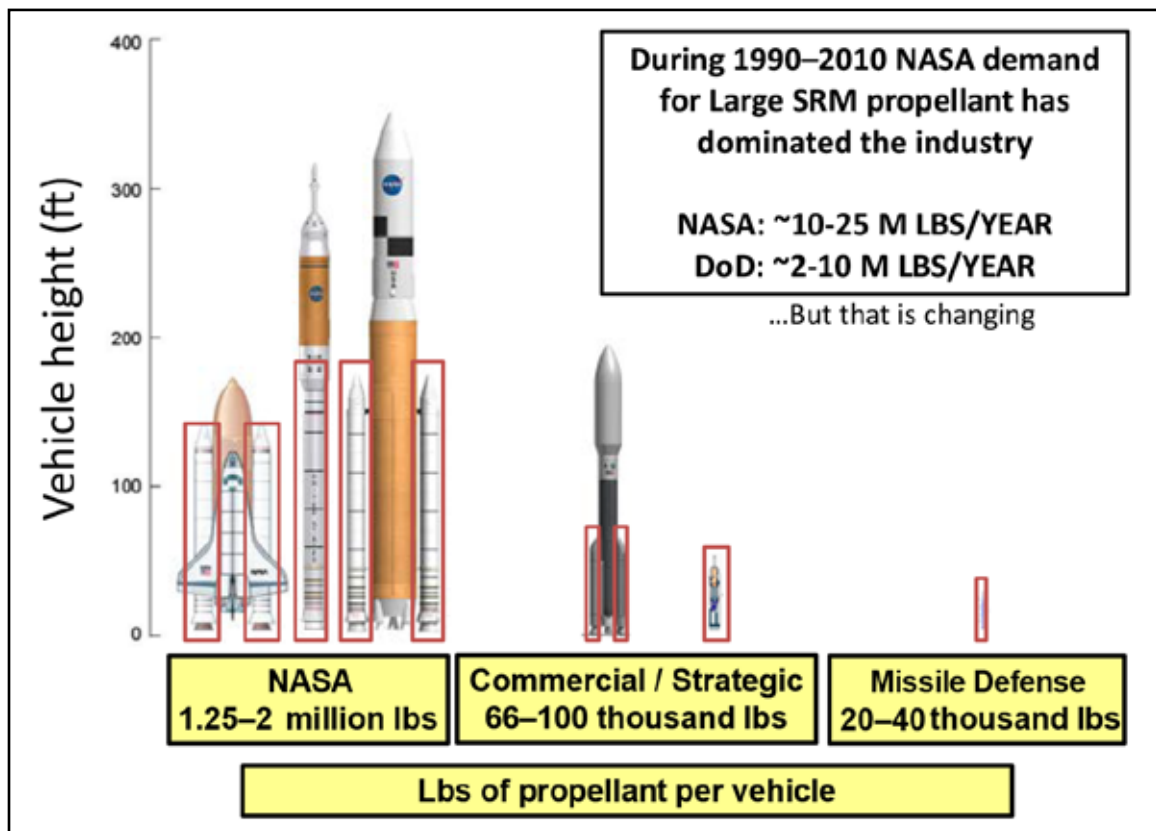 400
300
200
100
0
Vehicle height (ft)
During 1990–2010 NASA demand
for Large SRM propellant has
dominated the industry
NASA: ~10-25 M LBS/YEAR
DoD: ~2-10 M LBS/YEAR
...But that is changing
NASA
1.25–2 million lbs
Commercial / Strategic
66–100 thousand lbs
Missile Defense
20–40 thousand lbs
Lbs of propellant per vehicle